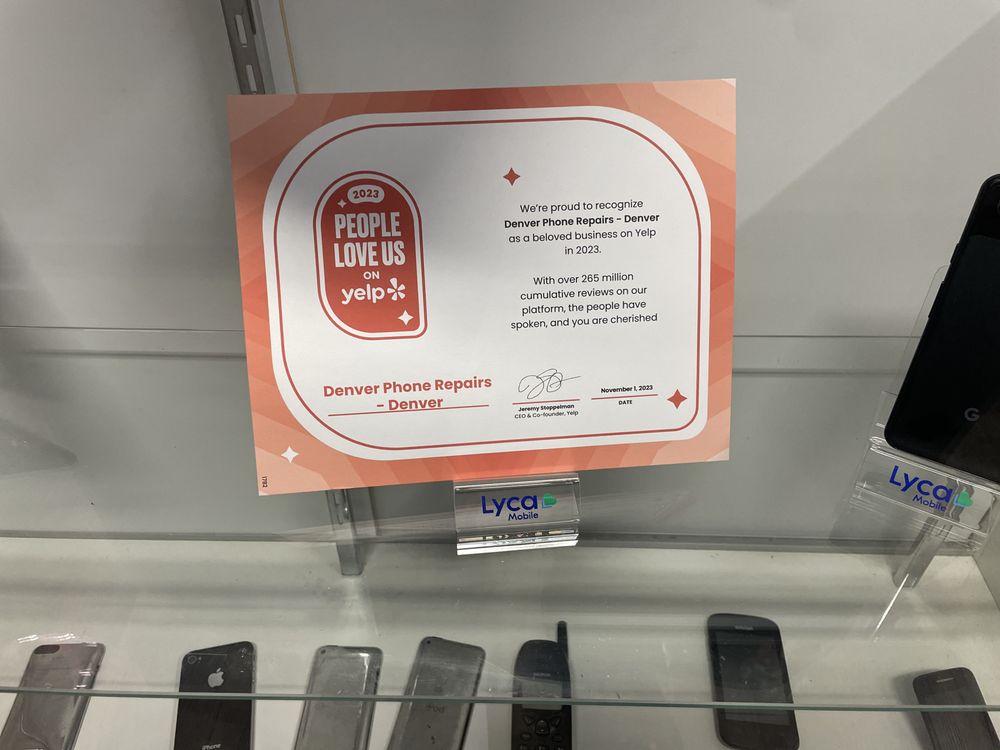 2023
PEOPLE
LOVE US
ON
yelp
We're proud to recognize
Denver Phone Repairs - Denver
as a beloved business on Yelp
in 2023.
With over 265 million
cumulative reviews on our
platform, the people have
spoken, and you are cherished
Denver Phone Repairs
- Denver
Jeremy Stoppelman
CEO & Co-founder, Yelp
November 1, 2023
DATE
1782
Lyca
Mobile
G
Lyca
Mobile
iPhone
iPod